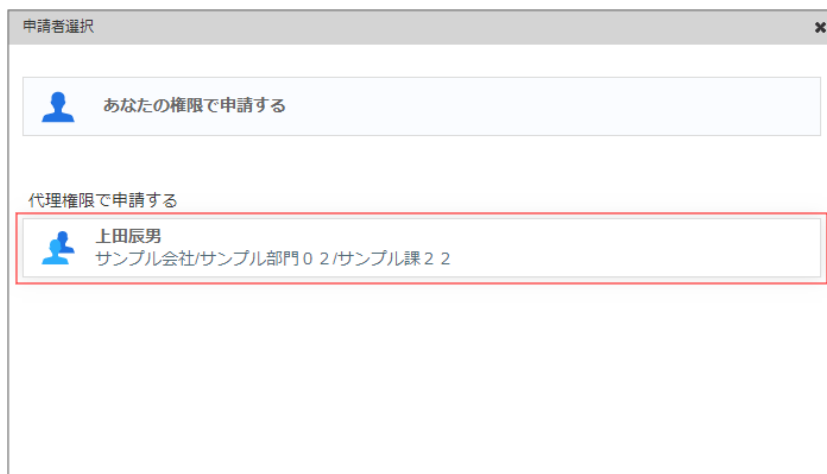 申請者選択
あなたの権限で申請する
代理権限で申請する
上田辰男
サンプル会社/サンプル部門０２/サンプル課２２